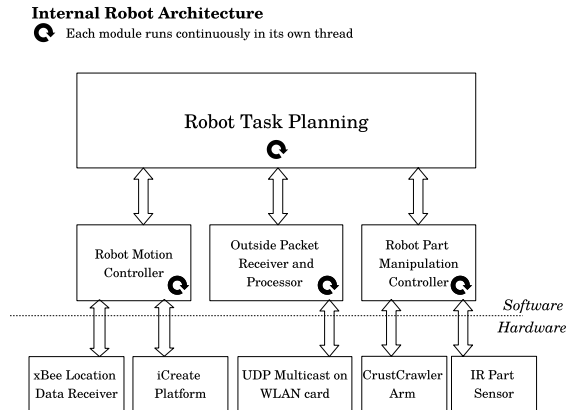 Internal Robot Architecture
Each module runs continuously in its own thread
Robot Task Planning
Robot Motion
Controller
Outside Packet
Receiver and
Processor
Robot Part
Manipulation
Controller
Software
Hardware
xBee Location
Data Receiver
iCreate
Platform
UDP Multicast on
WLAN card
CrustCrawler
Arm
IR Part
Sensor